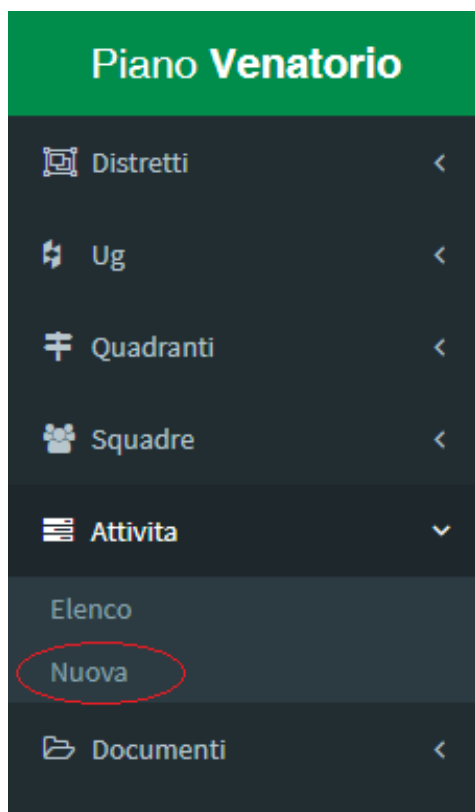 Piano Venatorio
Distretti
Ug
Quadranti
Squadre
Attivita
Elenco
Nuova
Documenti